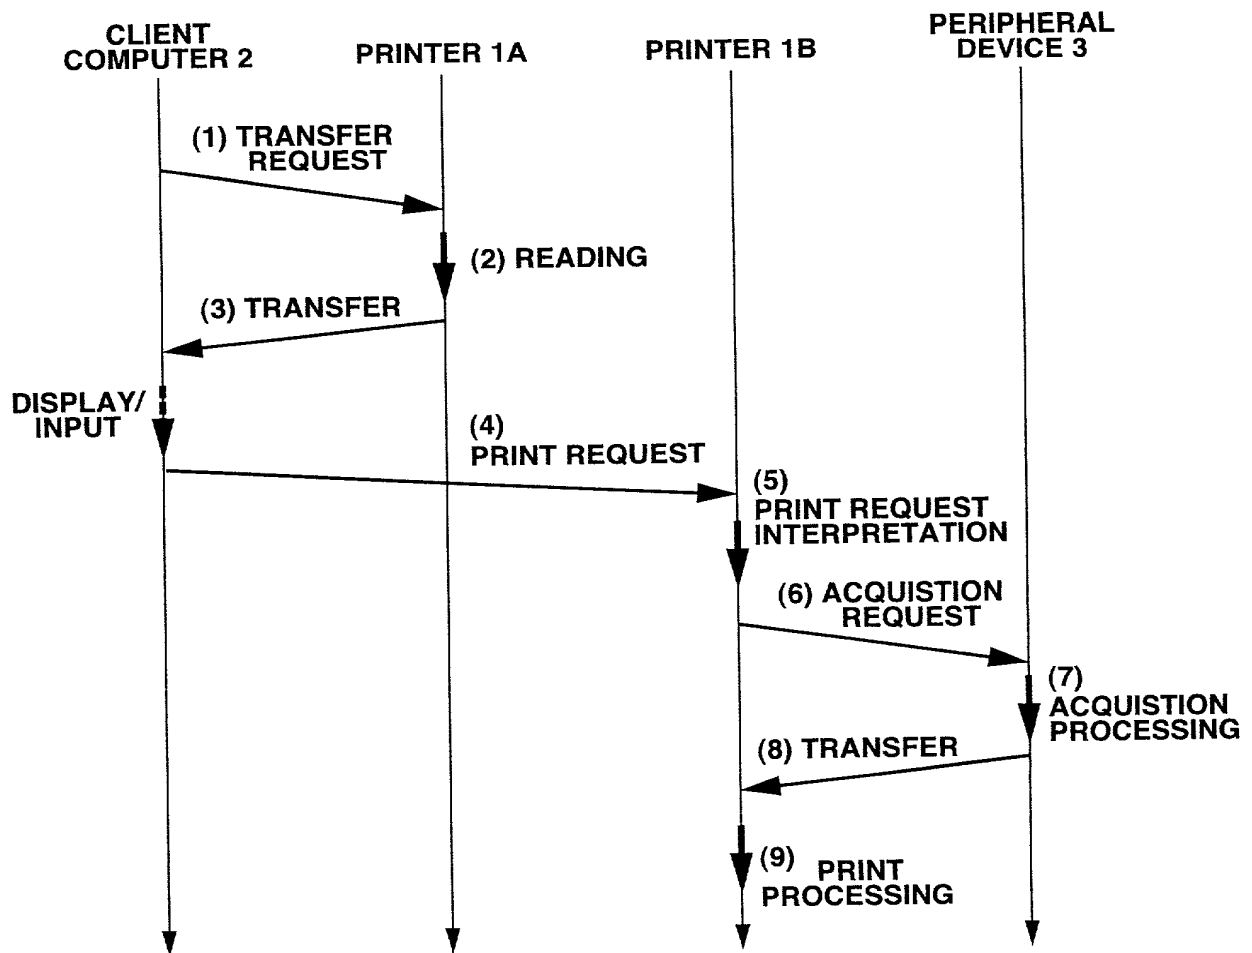 CLIENT
COMPUTER 2
PRINTER 1A
PRINTER 1B
PERIPHERAL
DEVICE 3
(1) TRANSFER
REQUEST
(2) READING
(3) TRANSFER
DISPLAY/
INPUT
(4)
PRINT REQUEST
(5)
PRINT REQUEST
INTERPRETATION
(6) ACQUISTION
REQUEST
(7)
ACQUISTION
PROCESSING
(8) TRANSFER
(9) PRINT
PROCESSING